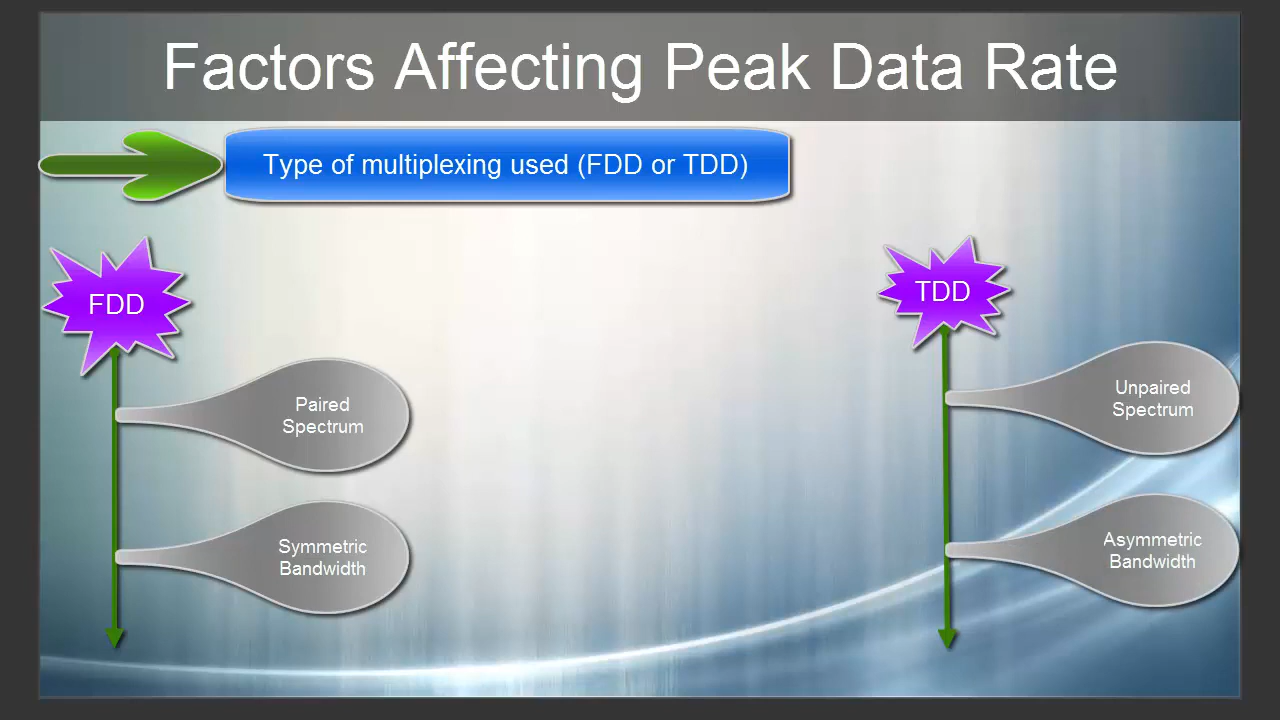 Factors Affecting Peak Data Rate
Type of multiplexing used (FDD or TDD)
FDD
Paired
Spectrum
Symmetric
Bandwidth
TDD
Unpaired
Spectrum
Asymmetric
Bandwidth